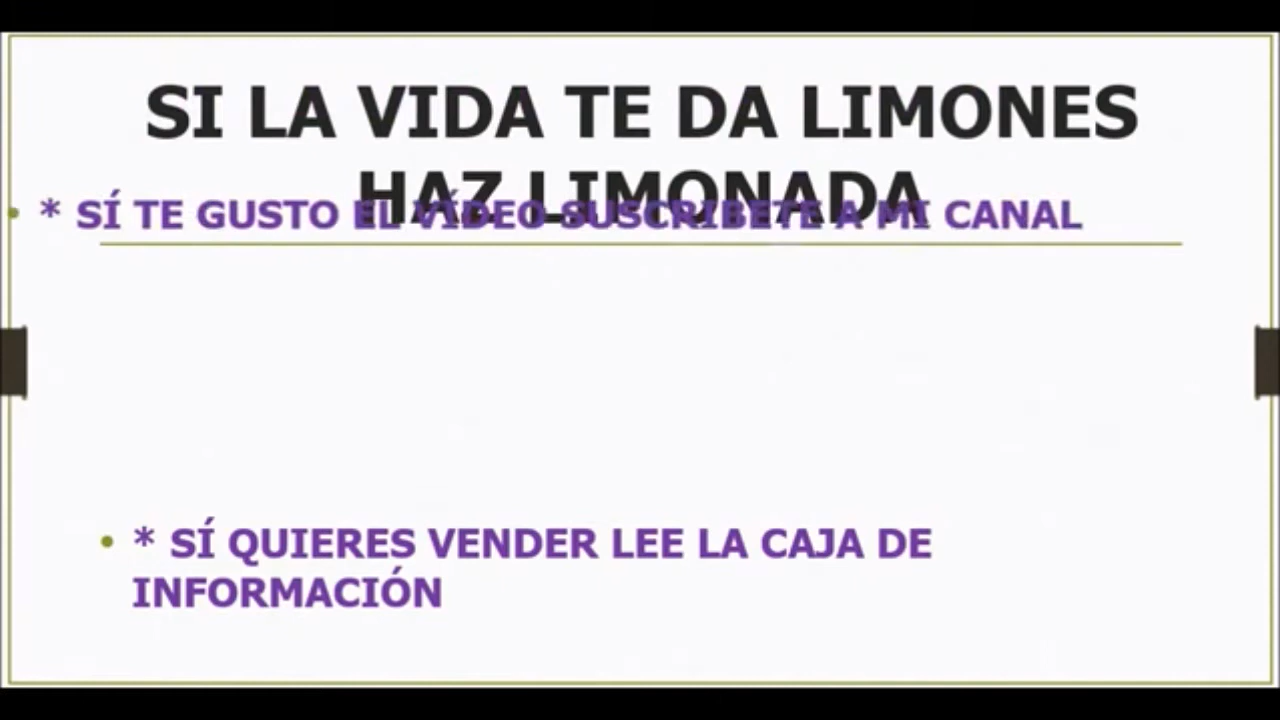 SI LA VIDA TE DA LIMONES
HAZ LIMONADA
* SÍ TE GUSTO EL VÍDEO SUSCRIBETE A MI CANAL
* SÍ QUIERES VENDER LEE LA CAJA DE
INFORMACIÓN